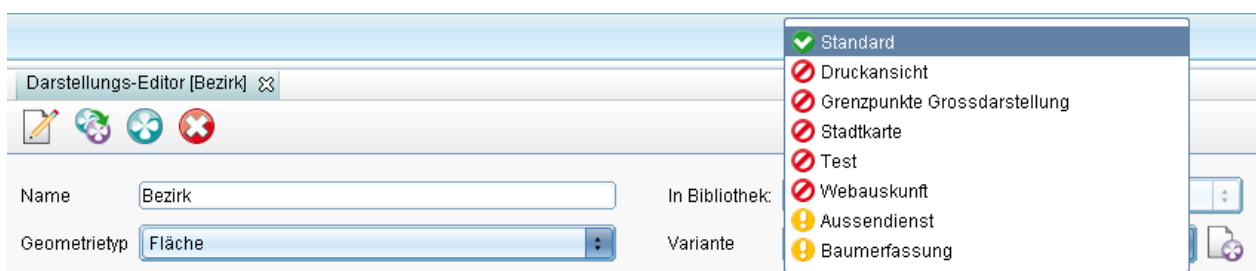 Standard
Darstellungs-Editor [Bezirk]
Druckansicht
Grenzpunkte Grossdarstellung
Stadtkarte
Test
Name Bezirk In Bibliothek: Webauskunft
Aussendienst
Geometrietyp Fläche Variante Baumerfassung